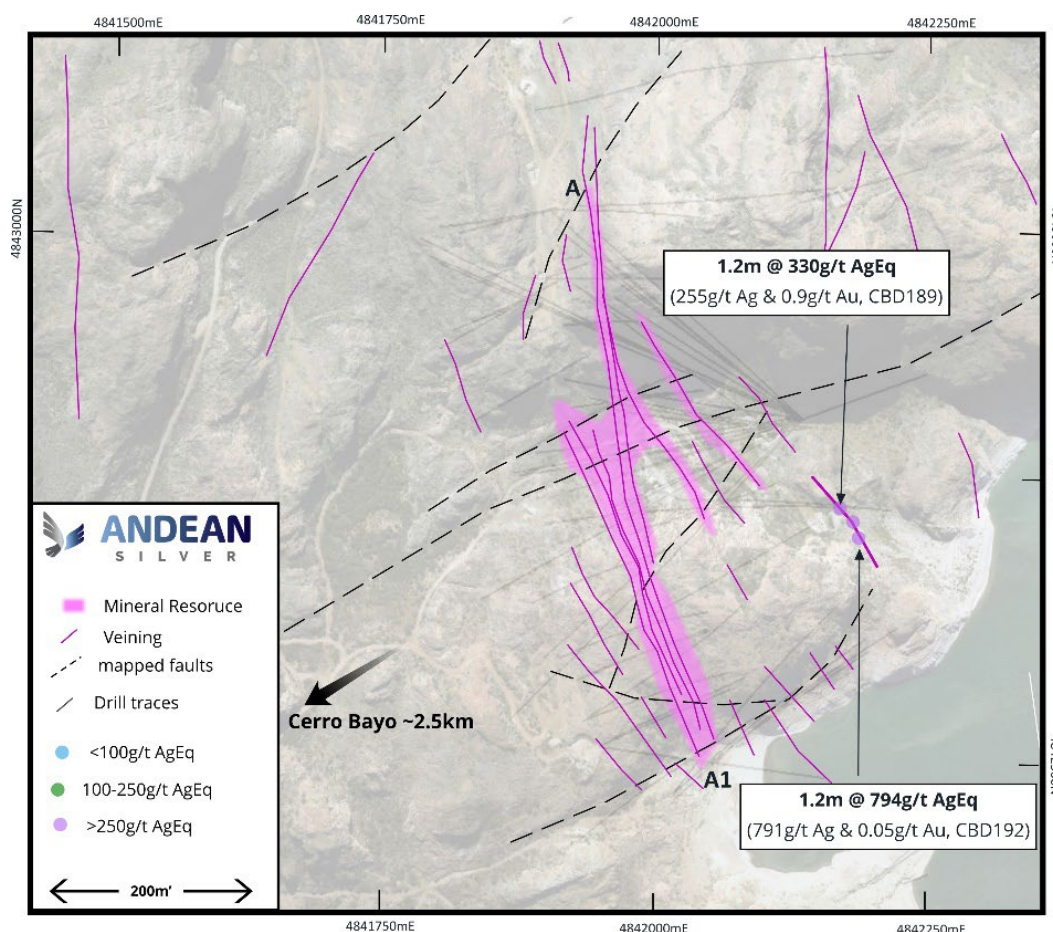 4841500mE
4841750mE
4842000mE
4842250mE
4843000N
A
1.2m @ 330g/t AgEq
(255g/t Ag & 0.9g/t Au, CBD189)
ANDEAN
SILVER
Mineral Resoruce
Veining
mapped faults
Drill traces
<100g/t AgEq
100-250g/t AgEq
>250g/t AgEq
200m'
Cerro Bayo ~2.5km
A1
1.2m @ 794g/t AgEq
(791g/t Ag & 0.05g/t Au, CBD192)
4841750mE
4842000mE
4842250mE